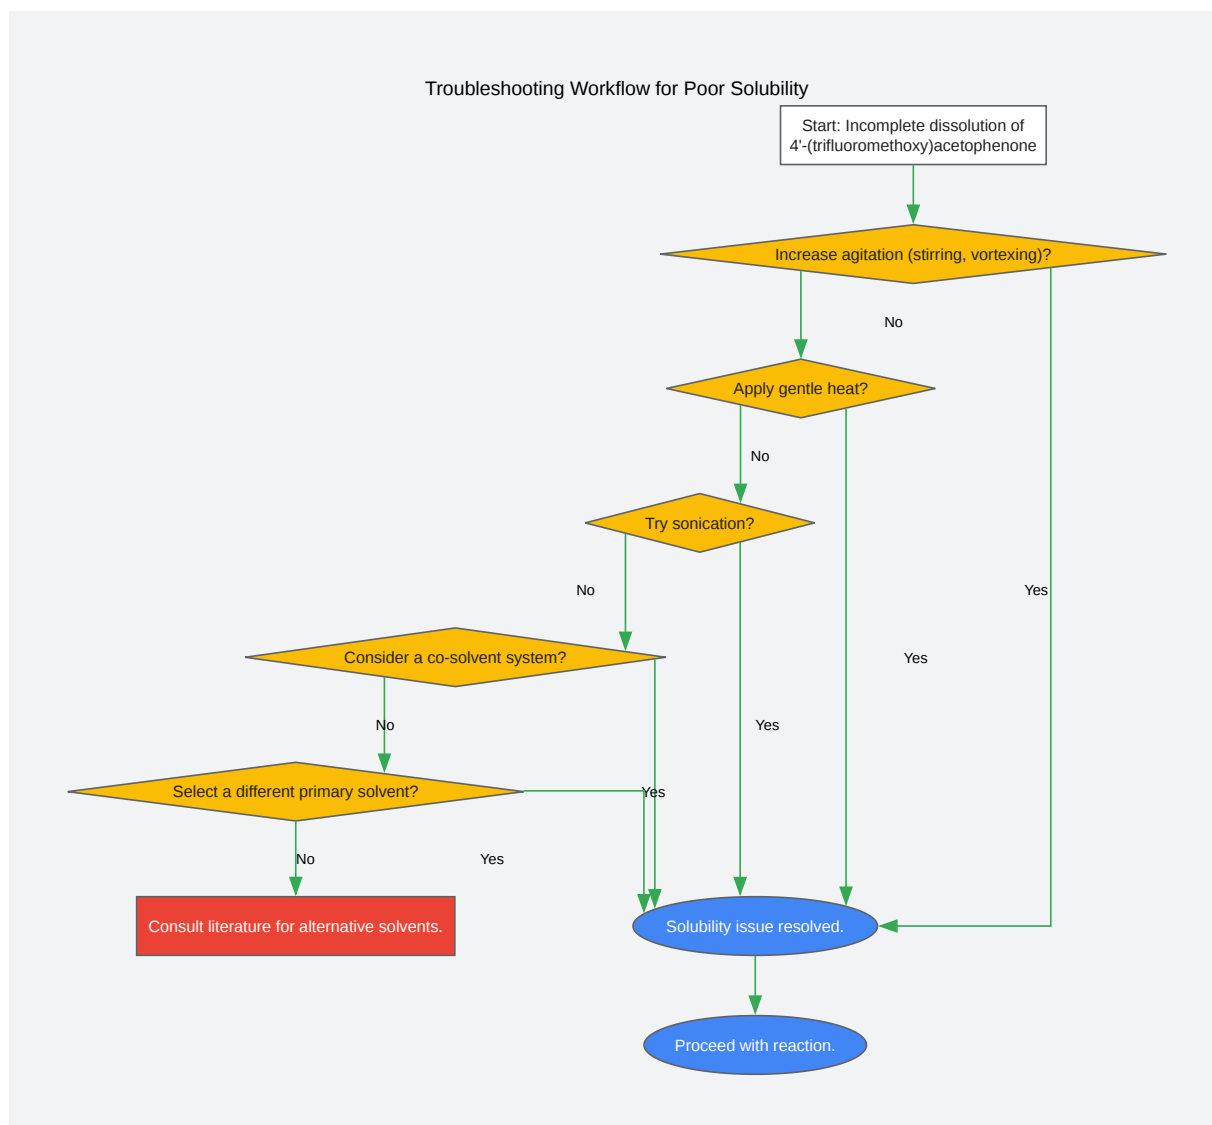 Troubleshooting Workflow for Poor Solubility
Start: Incomplete dissolution of
4'-(trifluoromethoxy)acetophenone
Increase agitation (stirring, vortexing)?
No
Apply gentle heat?
No
Try sonication?
No
Yes
Consider a co-solvent system?
Yes
No
Yes
Select a different primary solvent?
Yes
No
Yes
Consult literature for alternative solvents.
Solubility issue resolved.
Proceed with reaction.